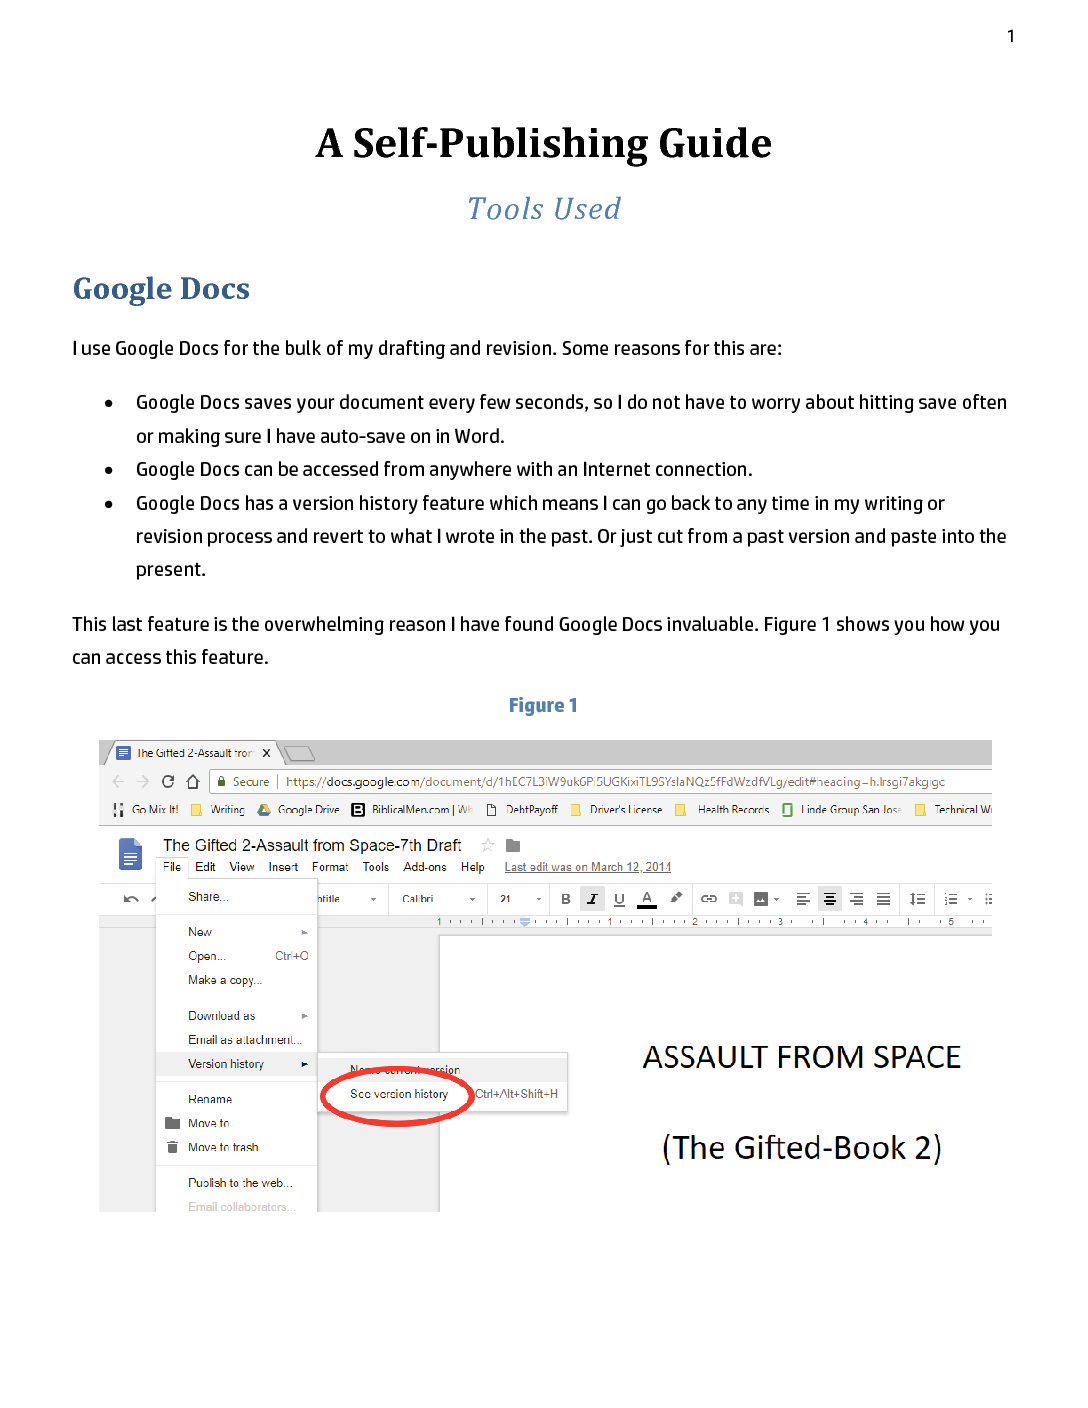 1
A Self-Publishing Guide
Tools Used
Google Docs
I use Google Docs for the bulk of my drafting and revision. Some reasons for this are:
• Google Docs saves your document every few seconds, so I do not have to worry about hitting save often
or making sure I have auto-save on in Word.
• Google Docs can be accessed from anywhere with an Internet connection.
• Google Docs has a version history feature which means I can go back to any time in my writing or
revision process and revert to what I wrote in the past. Or just cut from a past version and paste into the
present.
This last feature is the overwhelming reason I have found Google Docs invaluable. Figure 1 shows you how you
can access this feature.
Figure 1
The Gifted 2-Assault from X
Secure https://docs.google.com/document/d/
Go Mix It! Writing Google Drive BiblicalMen.com | Wh DebtPayoff Driver's License Health Records Linde Group San Jose Technical W
The Gifted 2-Assault from Space-7th Draft
File Edit View Insert Format Tools Add-ons Help Last edit was on March 12, 2014
Share... btitle Calibri 21 B I U A
1 1 2 3 4 5
New
Open... Ctrl+O
Make a copy...
Download as
Email as attachment...
Version history
Name current version
See version history Ctrl+Alt+Shift+H
Rename
Move to
Move to trash
Publish to the web...
Email collaborators...
ASSAULT FROM SPACE
(The Gifted-Book 2)